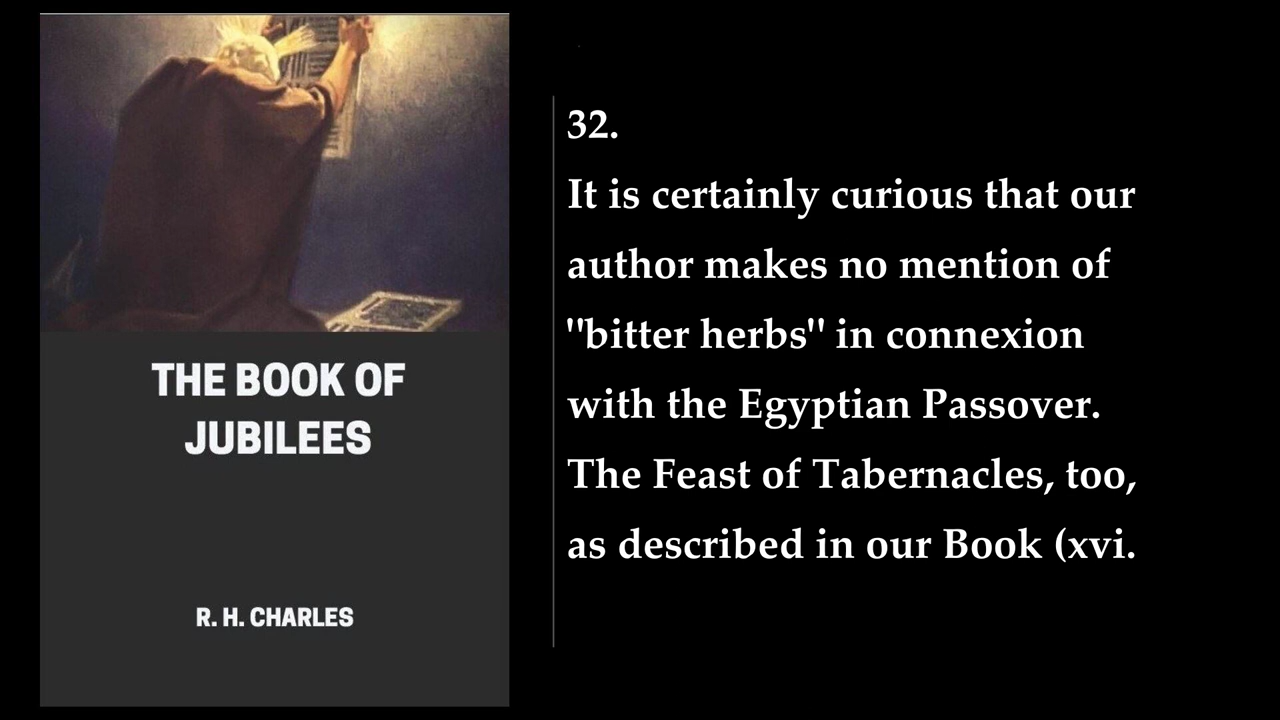 THE BOOK OF
JUBILEES
R. H. CHARLES
32.
It is certainly curious that our
author makes no mention of
"bitter herbs" in connexion
with the Egyptian Passover.
The Feast of Tabernacles, too,
as described in our Book (xvi.